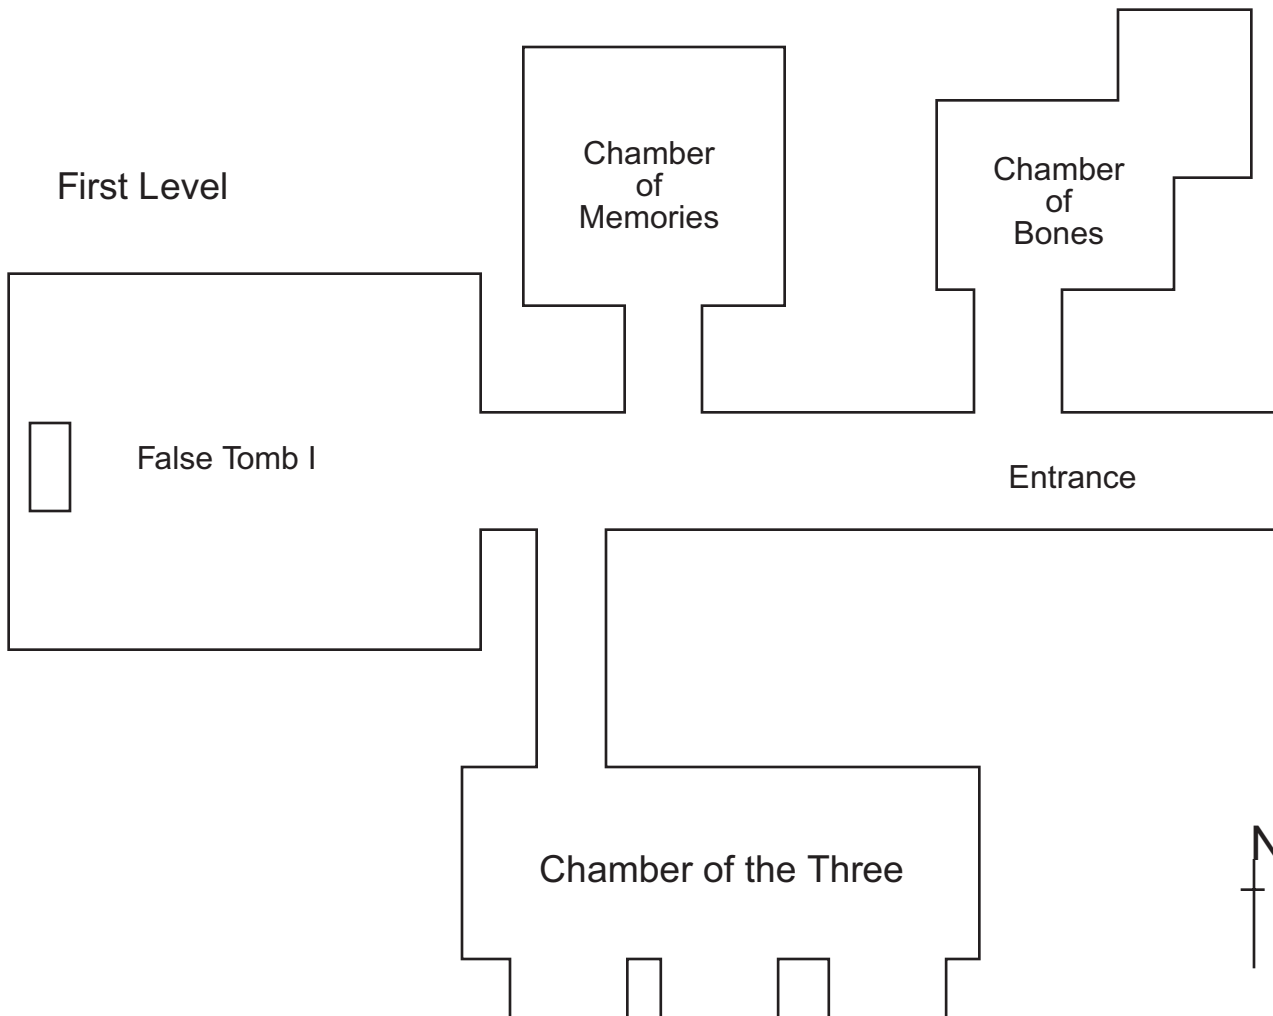 First Level
Chamber
of
Memories
Chamber
of
Bones
False Tomb I
Entrance
Chamber of the Three
N